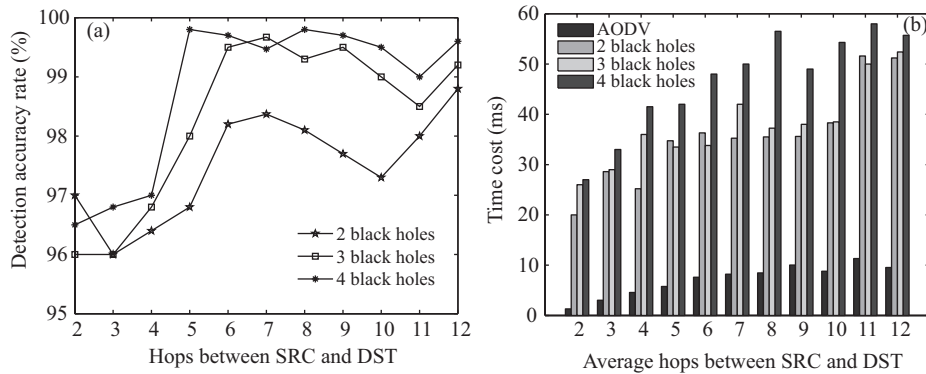 (a)
Detection accuracy rate (%)
100
99
98
97
96
95
2 black holes
3 black holes
4 black holes
2 3 4 5 6 7 8 9 10 11 12
Hops between SRC and DST
(b)
Time cost (ms)
60
50
40
30
20
10
0
AODV
2 black holes
3 black holes
4 black holes
2 3 4 5 6 7 8 9 10 11 12
Average hops between SRC and DST